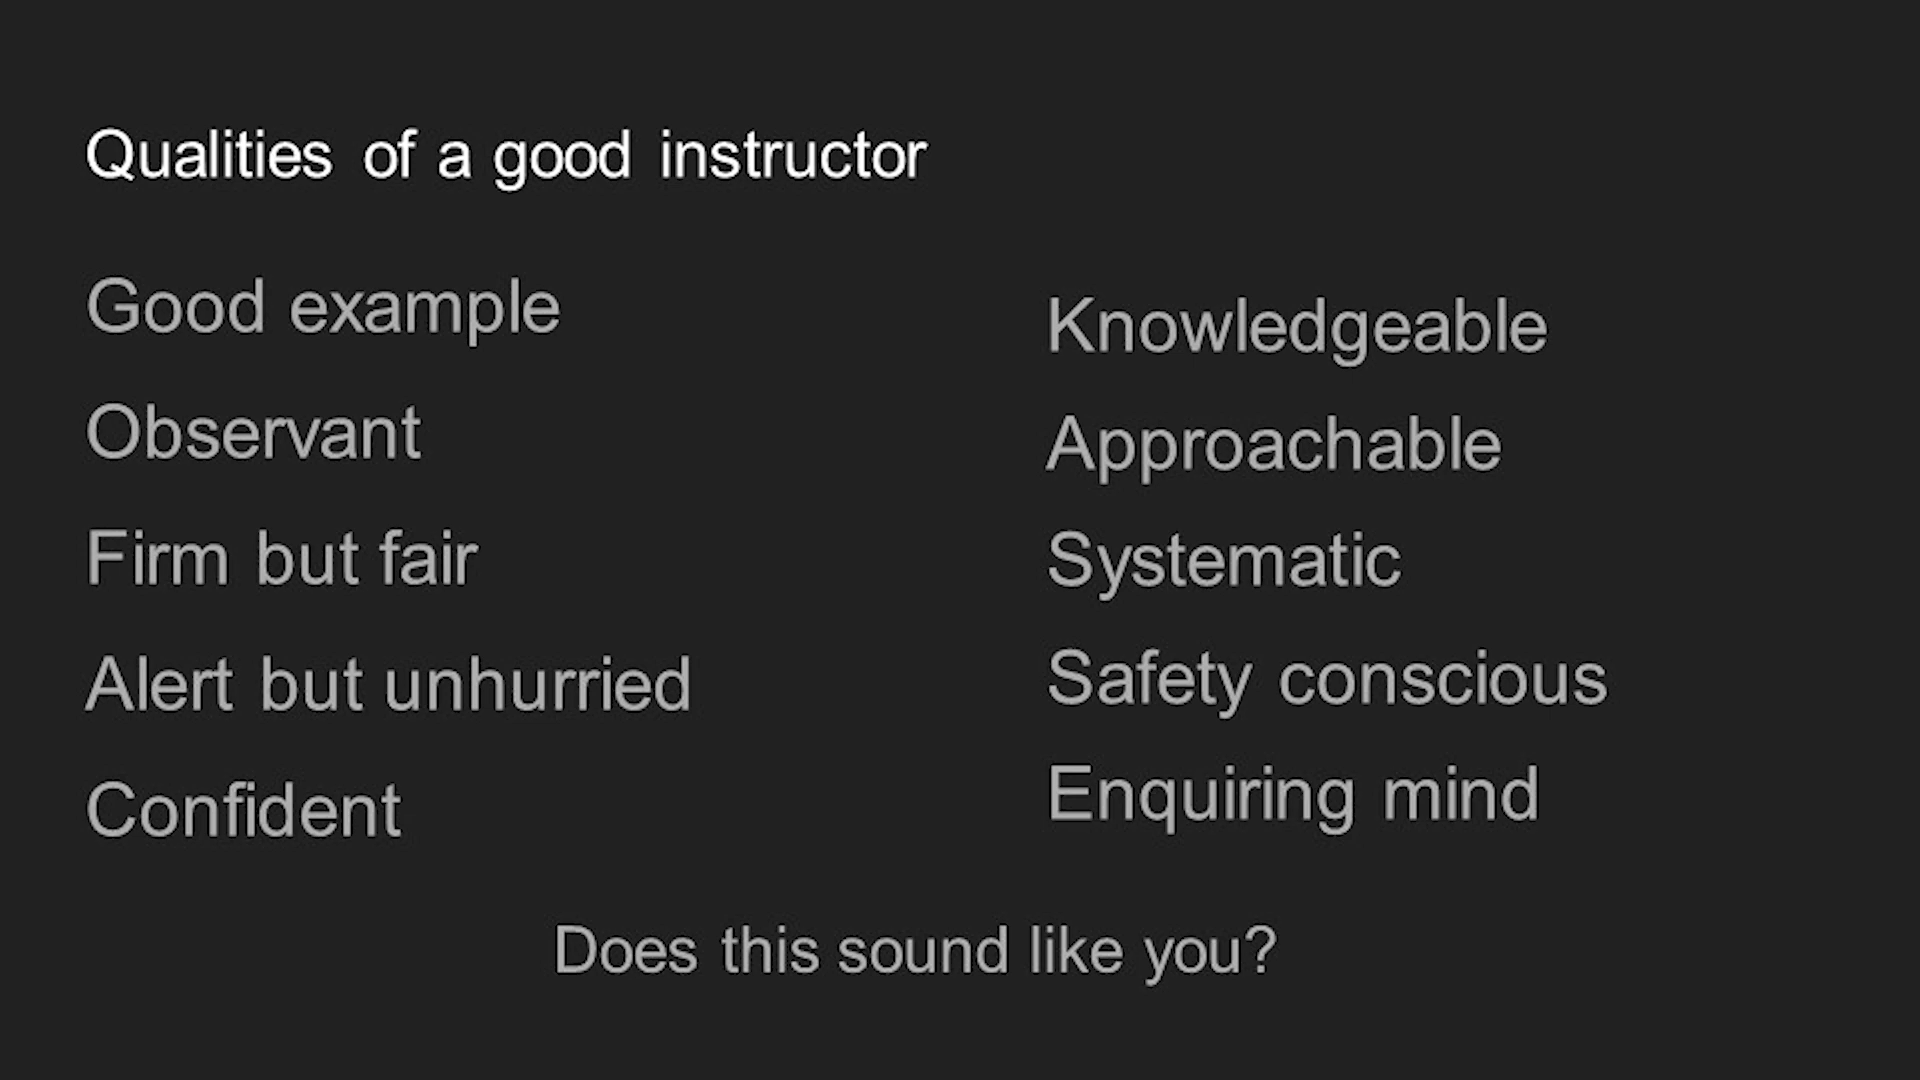 Qualities of a good instructor
Good example
Observant
Firm but fair
Alert but unhurried
Confident
Knowledgeable
Approachable
Systematic
Safety conscious
Enquiring mind
Does this sound like you?